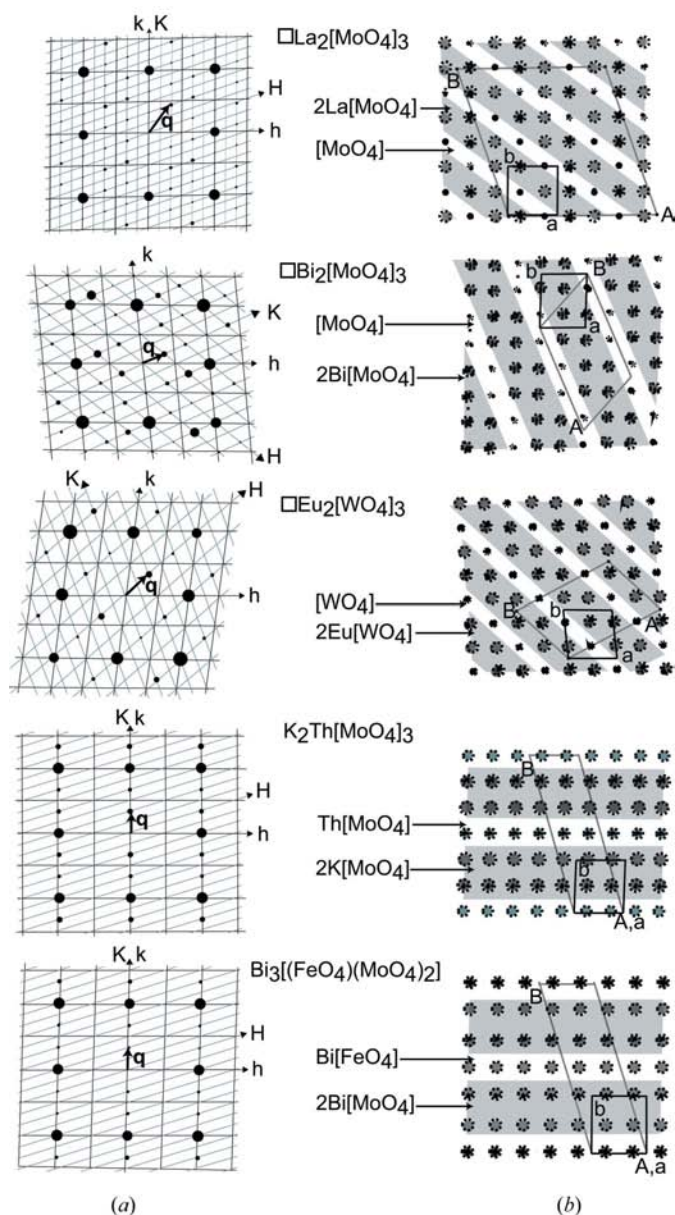 k K
□La2[MoO4]3
H
q
h
B
2La[MoO4]
[MoO4]
b
a
A
k
□Bi2[MoO4]3
K
q
h
H
b
B
[MoO4]
a
2Bi[MoO4]
A
K
k
H
□Eu2[WO4]3
q
h
[WO4]
B
b
2Eu[WO4]
A
a
K k
K2Th[MoO4]3
H
q
h
B
Th[MoO4]
2K[MoO4]
b
A,a
K k
Bi3[(FeO4)(MoO4)2]
H
q
h
B
Bi[FeO4]
2Bi[MoO4]
b
A,a
(a)
(b)